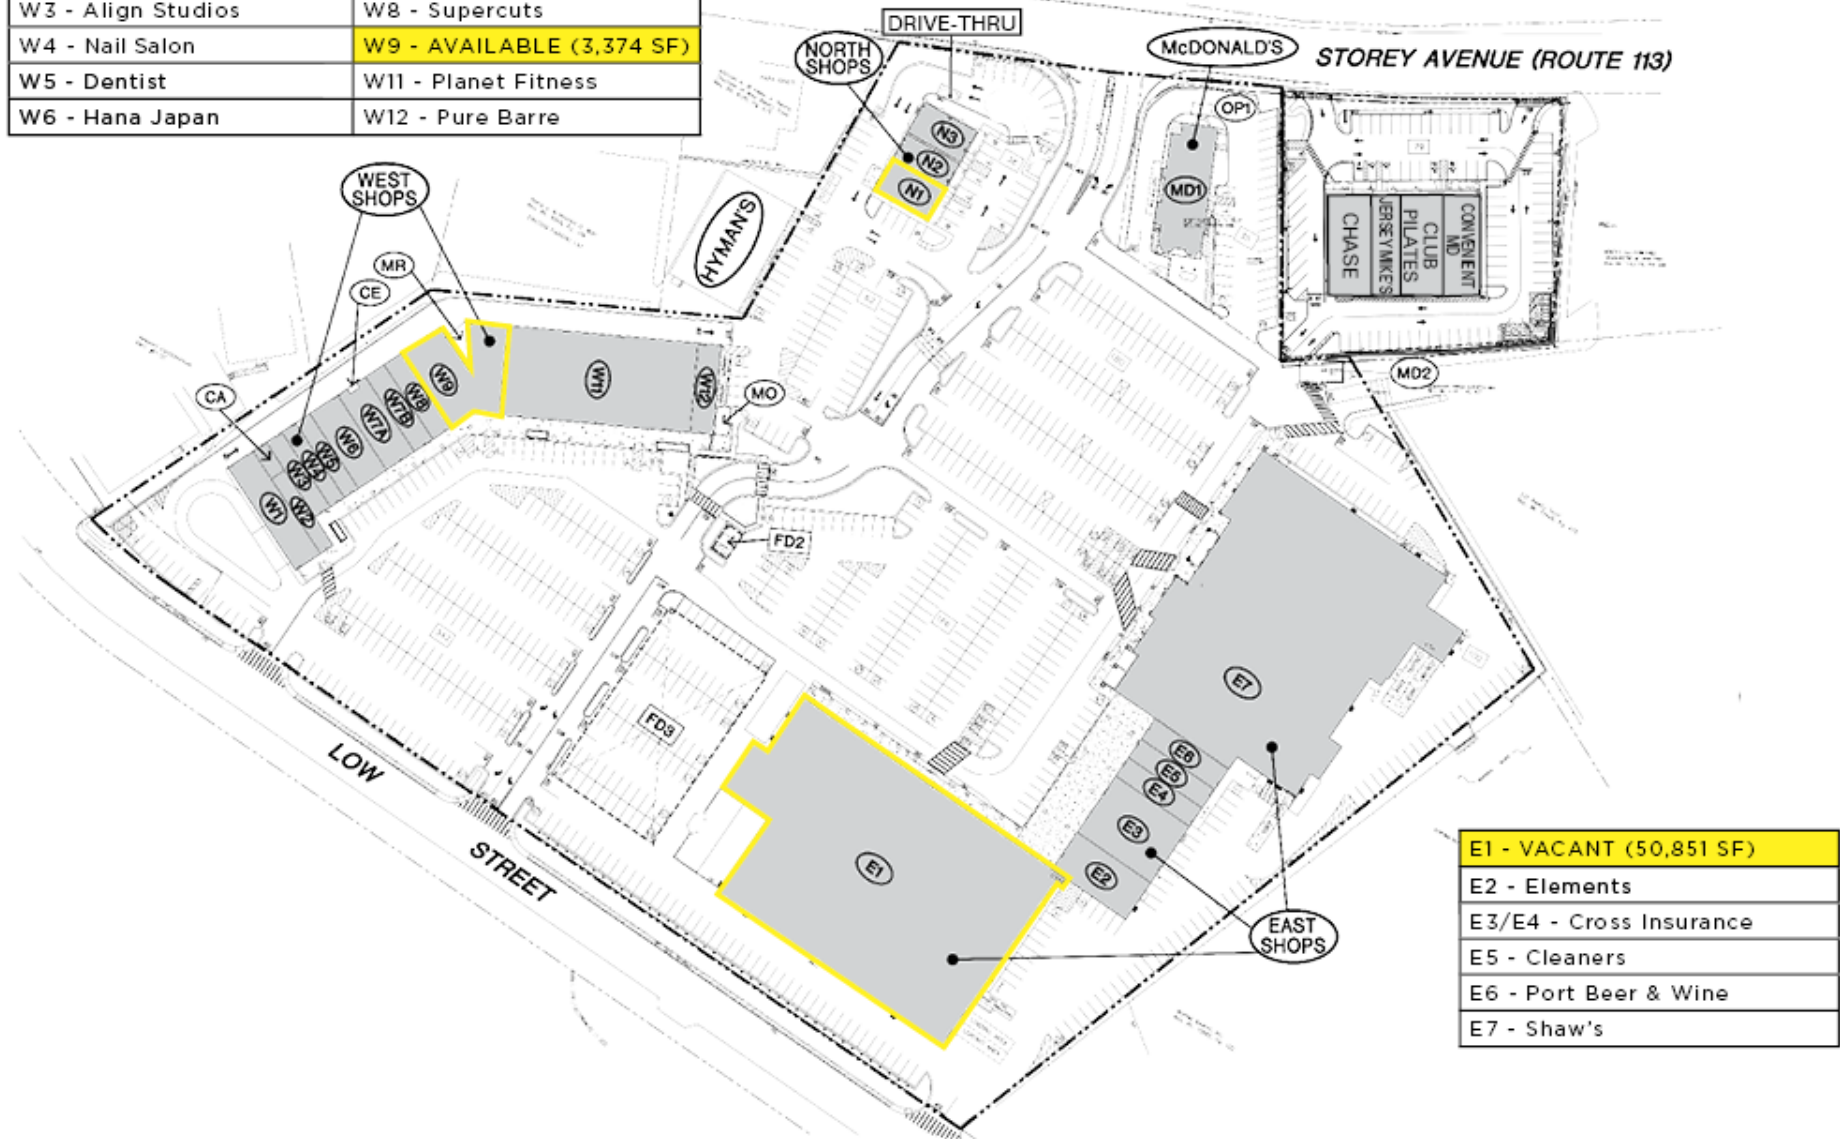 W3 - Align Studios
W8 - Supercuts
W4 - Nail Salon
W9 - AVAILABLE (3,374 SF)
W5 - Dentist
W11 - Planet Fitness
W6 - Hana Japan
W12 - Pure Barre
DRIVE-THRU
NORTH
SHOPS
McDONALD'S
STOREY AVENUE (ROUTE 113)
OP1
N3
N2
N1
MD1
CHASE
JERSEY MIKE'S
CLUB
PILATES
CONVENIENT
MD
MD2
WEST
SHOPS
HYMAN'S
MR
CE
CA
W9
W11
W12
MO
W8
W7B
W7A
W6
W5
W4
W3
W2
W1
FD2
FD3
E7
E6
E5
E4
E3
E2
E1
LOW
STREET
EAST
SHOPS
E1 - VACANT (50,851 SF)
E2 - Elements
E3/E4 - Cross Insurance
E5 - Cleaners
E6 - Port Beer & Wine
E7 - Shaw's